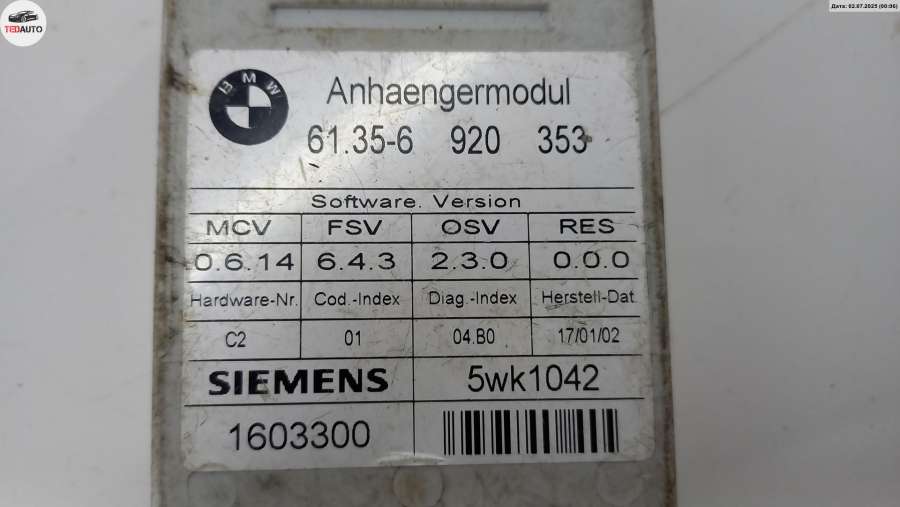 TEDAUTO
Дата: 02.07.2025 (00:06)
BMW
Anhaengermodul
61.35-6 920 353
Software. Version
MCV FSV OSV RES
0.6.14 6.4.3 2.3.0 0.0.0
Hardware-Nr. Cod.-Index Diag.-Index Herstell-Dat
C2 01 04.B0 17/01/02
SIEMENS 5wk1042
1603300